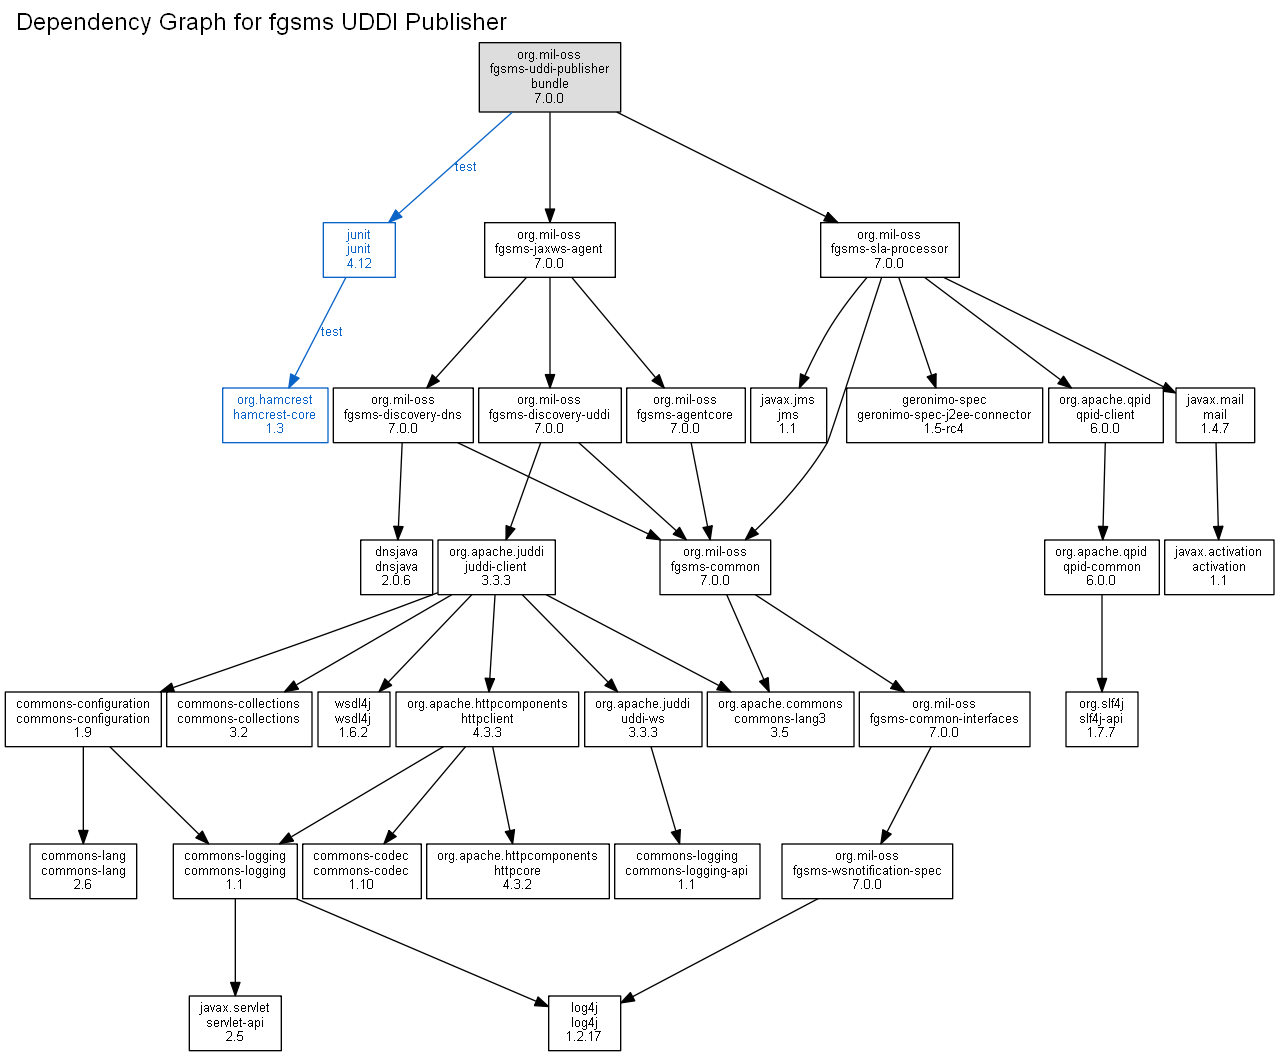 Dependency Graph for fgsms UDDI Publisher
org.mil-oss
fgsms-uddi-publisher
bundle
7.0.0
test
junit
junit
4.12
org.mil-oss
fgsms-jaxws-agent
7.0.0
org.mil-oss
fgsms-sla-processor
7.0.0
test
org.hamcrest
hamcrest-core
1.3
org.mil-oss
fgsms-discovery-dns
7.0.0
org.mil-oss
fgsms-discovery-uddi
7.0.0
org.mil-oss
fgsms-agentcore
7.0.0
javax.jms
jms
1.1
geronimo-spec
geronimo-spec-j2ee-connector
1.5-rc4
org.apache.qpid
qpid-client
6.0.0
javax.mail
mail
1.4.7
dnsjava
dnsjava
2.0.6
org.apache.juddi
juddi-client
3.3.3
org.mil-oss
fgsms-common
7.0.0
org.apache.qpid
qpid-common
6.0.0
javax.activation
activation
1.1
commons-configuration
commons-configuration
1.9
commons-collections
commons-collections
3.2
wsdl4j
wsdl4j
1.6.2
org.apache.httpcomponents
httpclient
4.3.3
org.apache.juddi
uddi-ws
3.3.3
org.apache.commons
commons-lang3
3.5
org.mil-oss
fgsms-common-interfaces
7.0.0
org.slf4j
slf4j-api
1.7.7
commons-lang
commons-lang
2.6
commons-logging
commons-logging
1.1
commons-codec
commons-codec
1.10
org.apache.httpcomponents
httpcore
4.3.2
commons-logging
commons-logging-api
1.1
org.mil-oss
fgsms-wsnotification-spec
7.0.0
javax.servlet
servlet-api
2.5
log4j
log4j
1.2.17